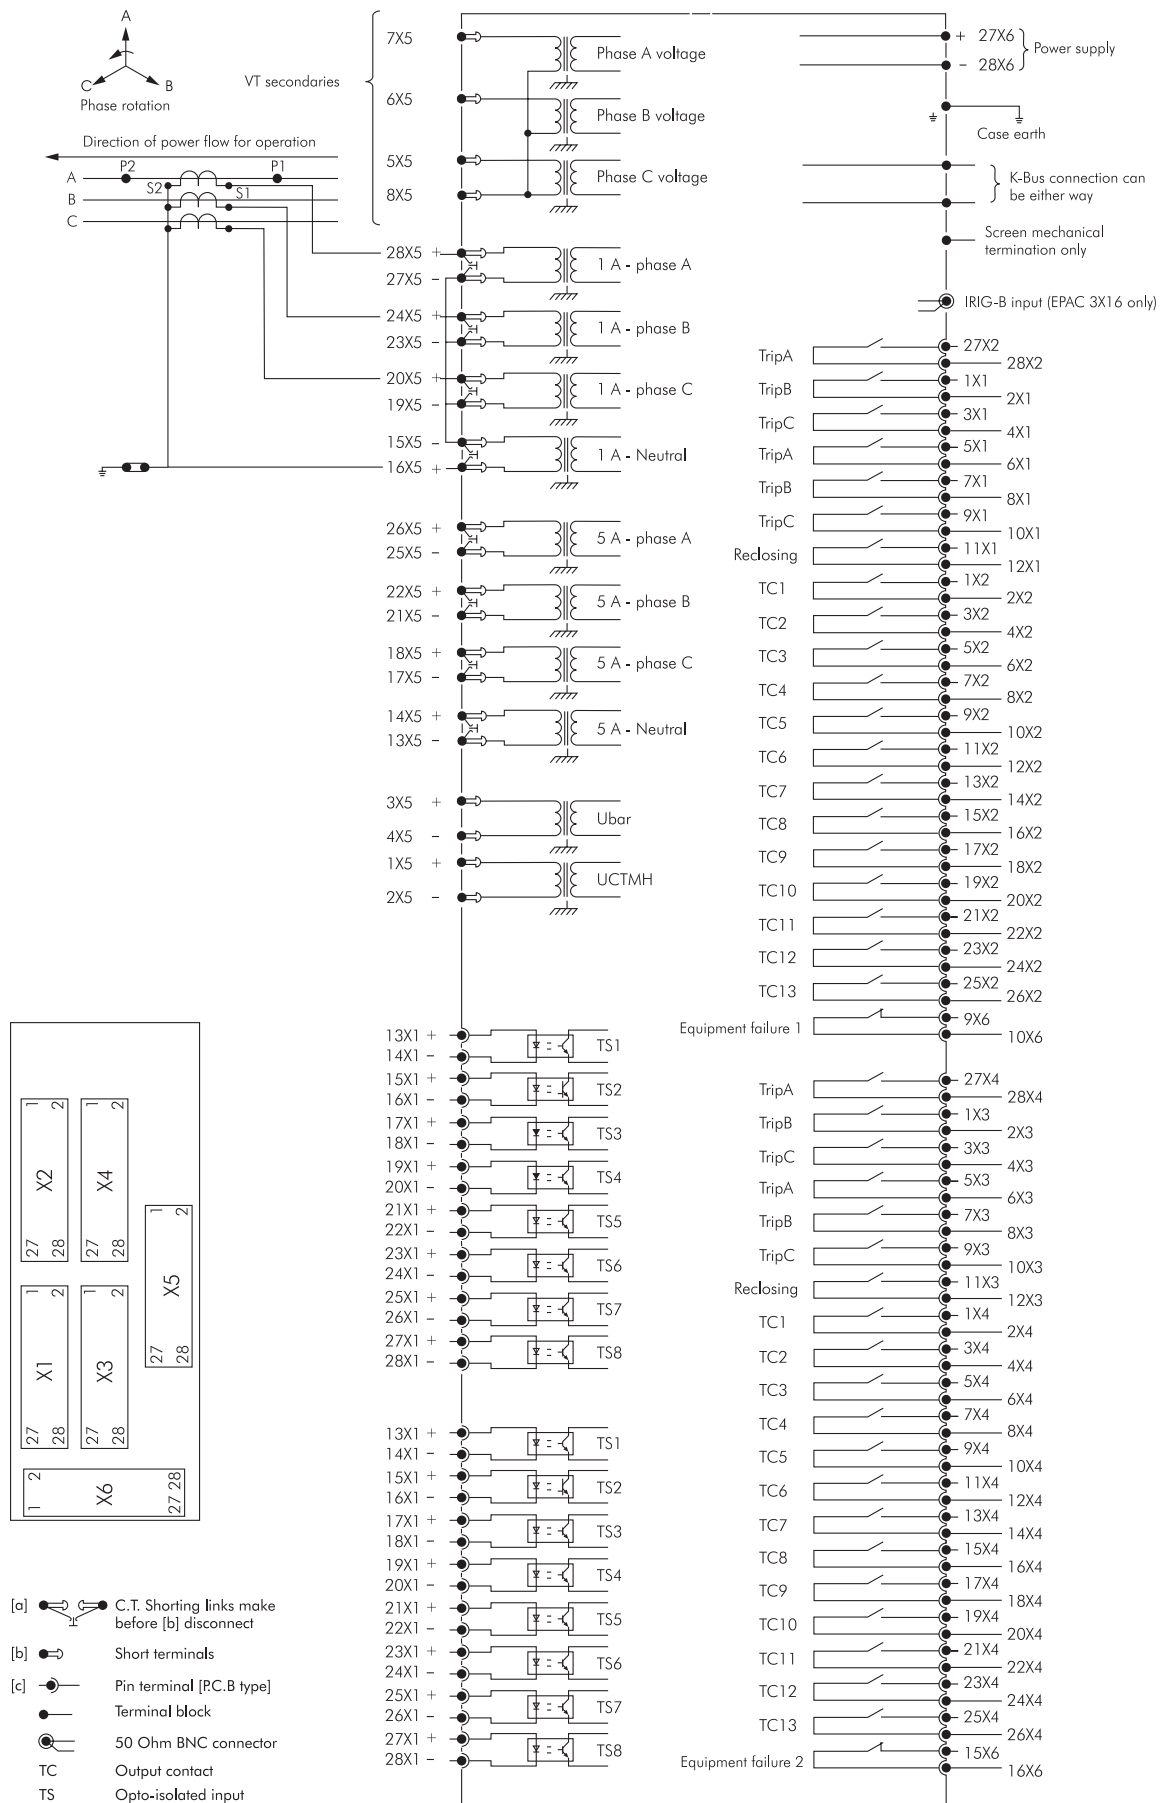 A
C
B
Phase rotation
Direction of power flow for operation
P2
P1
A
S2
S1
B
C
VT secondaries
7X5
Phase A voltage
6X5
Phase B voltage
5X5
Phase C voltage
8X5
28X5 +
1 A - phase A
27X5 -
24X5 +
1 A - phase B
23X5 -
20X5 +
1 A - phase C
19X5 -
15X5 -
1 A - Neutral
16X5 +
26X5 +
5 A - phase A
25X5 -
22X5 +
5 A - phase B
21X5 -
18X5 +
5 A - phase C
17X5 -
14X5 +
5 A - Neutral
13X5 -
3X5 +
Ubar
4X5 -
1X5 +
UCTMH
2X5 -
13X1 +
TS1
14X1 -
15X1 +
TS2
16X1 -
17X1 +
TS3
18X1 -
19X1 +
TS4
20X1 -
21X1 +
TS5
22X1 -
23X1 +
TS6
24X1 -
25X1 +
TS7
26X1 -
27X1 +
TS8
28X1 -
13X1 +
TS1
14X1 -
15X1 +
TS2
16X1 -
17X1 +
TS3
18X1 -
19X1 +
TS4
20X1 -
21X1 +
TS5
22X1 -
23X1 +
TS6
24X1 -
25X1 +
TS7
26X1 -
27X1 +
TS8
28X1 -
+ 27X6
Power supply
- 28X6
Case earth
K-Bus connection can
be either way
Screen mechanical
termination only
IRIG-B input (EPAC 3X16 only)
TripA
27X2
28X2
TripB
1X1
2X1
TripC
3X1
4X1
TripA
5X1
6X1
TripB
7X1
8X1
TripC
9X1
10X1
Reclosing
11X1
12X1
TC1
1X2
2X2
TC2
3X2
4X2
TC3
5X2
6X2
TC4
7X2
8X2
TC5
9X2
10X2
TC6
11X2
12X2
TC7
13X2
14X2
TC8
15X2
16X2
TC9
17X2
18X2
TC10
19X2
20X2
TC11
21X2
22X2
TC12
23X2
24X2
TC13
25X2
26X2
Equipment failure 1
9X6
10X6
TripA
27X4
28X4
TripB
1X3
2X3
TripC
3X3
4X3
TripA
5X3
6X3
TripB
7X3
8X3
TripC
9X3
10X3
Reclosing
11X3
12X3
TC1
1X4
2X4
TC2
3X4
4X4
TC3
5X4
6X4
TC4
7X4
8X4
TC5
9X4
10X4
TC6
11X4
12X4
TC7
13X4
14X4
TC8
15X4
16X4
TC9
17X4
18X4
TC10
19X4
20X4
TC11
21X4
22X4
TC12
23X4
24X4
TC13
25X4
26X4
Equipment failure 2
15X6
16X6
1 2
X2
27 28
1 2
X4
27 28
1 2
X5
27 28
X1
27 28
1 2
X3
27 28
1 2
X6
27 28
[a] C.T. Shorting links make
before [b] disconnect
[b] Short terminals
[c] Pin terminal [P.C.B type]
Terminal block
50 Ohm BNC connector
TC Output contact
TS Opto-isolated input